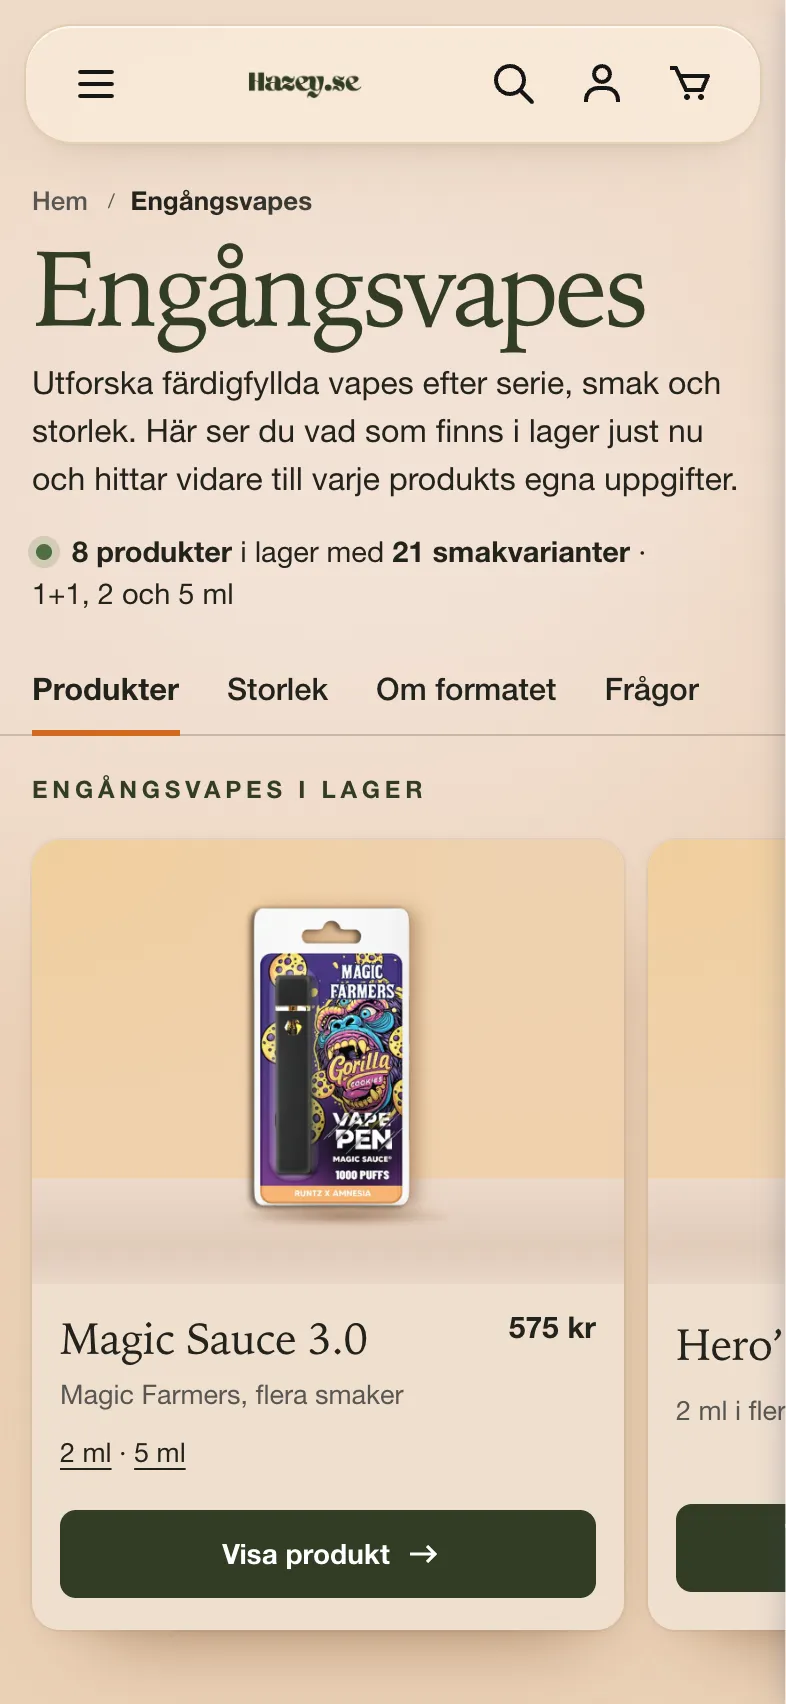 Hazey.se
Hem / Engångsvapes
Engångsvapes
Utforska färdigfyllda vapes efter serie, smak och
storlek. Här ser du vad som finns i lager just nu
och hittar vidare till varje produkts egna uppgifter.
8 produkter i lager med 21 smakvarianter ·
1+1, 2 och 5 ml
Produkter Storlek Om formatet Frågor
ENGÅNGSVAPES I LAGER
MAGIC
FARMERS
Gorilla
COOKIES
VAPE
PEN
MAGIC SAUCE®
1000 PUFFS
RUNTZ X AMNESIA
Magic Sauce 3.0
575 kr
Magic Farmers, flera smaker
2 ml · 5 ml
Visa produkt →
Hero’
2 ml i fler